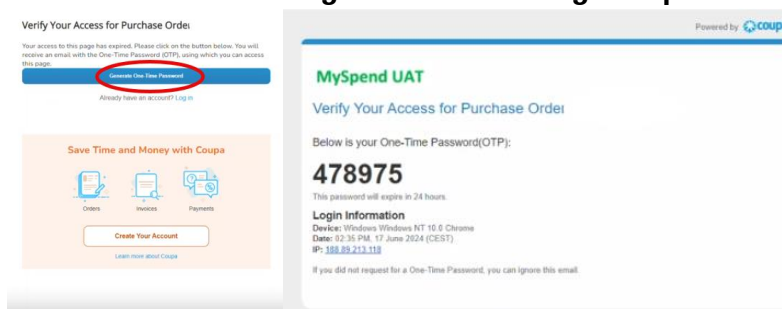 Verify Your Access for Purchase Order
Your access to this page has expired. Please click on the button below. You will
receive an email with the One-Time Password (OTP), using which you can access
this page.
Generate One-Time Password
Already have an account? Log in
Save Time and Money with Coupa
Orders
Invoices
Payments
Create Your Account
Learn more about Coupa
Powered by coupa
MySpend UAT
Verify Your Access for Purchase Order
Below is your One-Time Password(OTP):
478975
This password will expire in 24 hours.
Login Information
Device: Windows Windows NT 10.0 Chrome
Date: 02:35 PM, 17 June 2024 (CEST)
IP: 188.89.213.118
If you did not request for a One-Time Password, you can ignore this email.